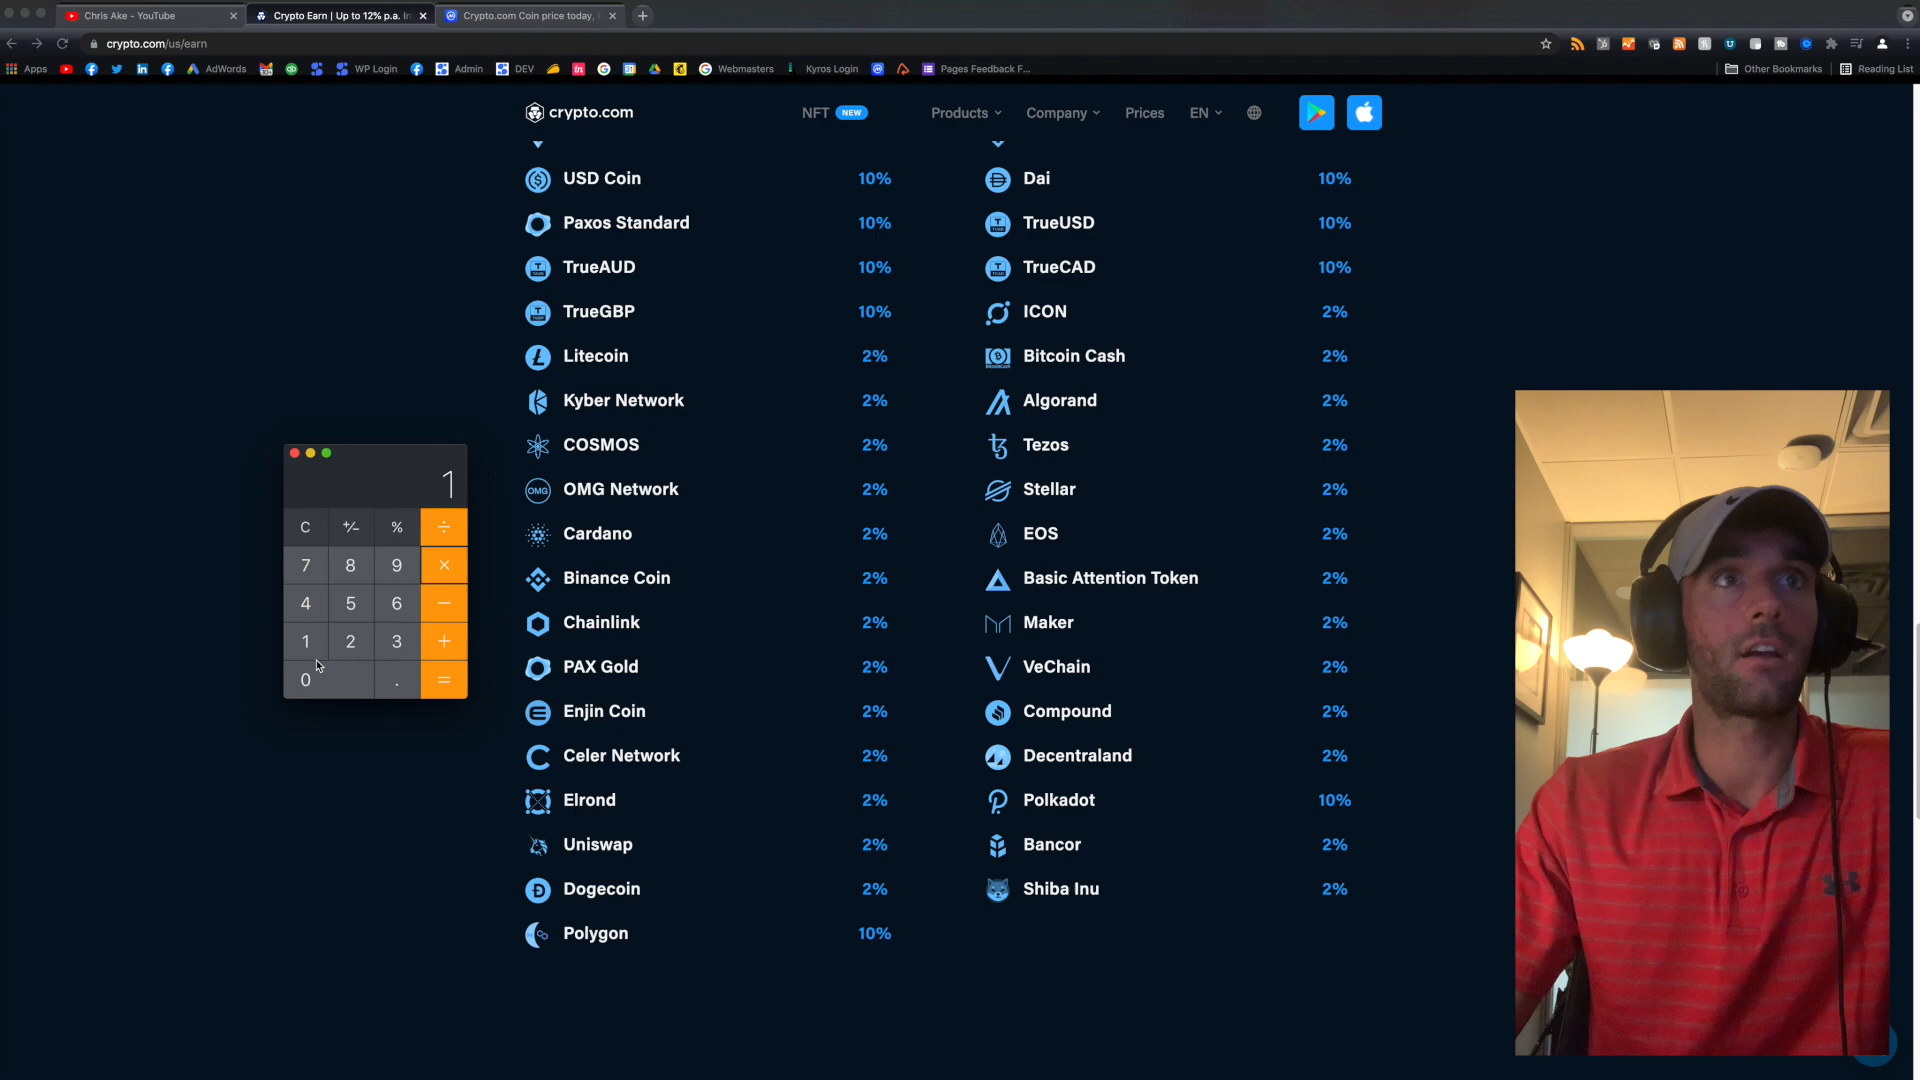 Chris Ake - YouTube
Crypto Earn | Up to 12% p.a. In
Crypto.com Coin price today,
crypto.com/us/earn
Apps
AdWords
WP Login
Admin
DEV
Webmasters
Kyros Login
Pages Feedback F...
Other Bookmarks
Reading List
crypto.com
NFT NEW
Products
Company
Prices
EN
USD Coin 10% Dai 10%
Paxos Standard 10% TrueUSD 10%
TrueAUD 10% TrueCAD 10%
TrueGBP 10% ICON 2%
Litecoin 2% Bitcoin Cash 2%
Kyber Network 2% Algorand 2%
COSMOS 2% Tezos 2%
OMG OMG Network 2% Stellar 2%
Cardano 2% EOS 2%
Binance Coin 2% Basic Attention Token 2%
Chainlink 2% Maker 2%
PAX Gold 2% VeChain 2%
Enjin Coin 2% Compound 2%
Celer Network 2% Decentraland 2%
Elrond 2% Polkadot 10%
Uniswap 2% Bancor 2%
Dogecoin 2% Shiba Inu 2%
Polygon 10%
1
C +/- % ÷
7 8 9 ×
4 5 6 −
1 2 3 +
0 . =